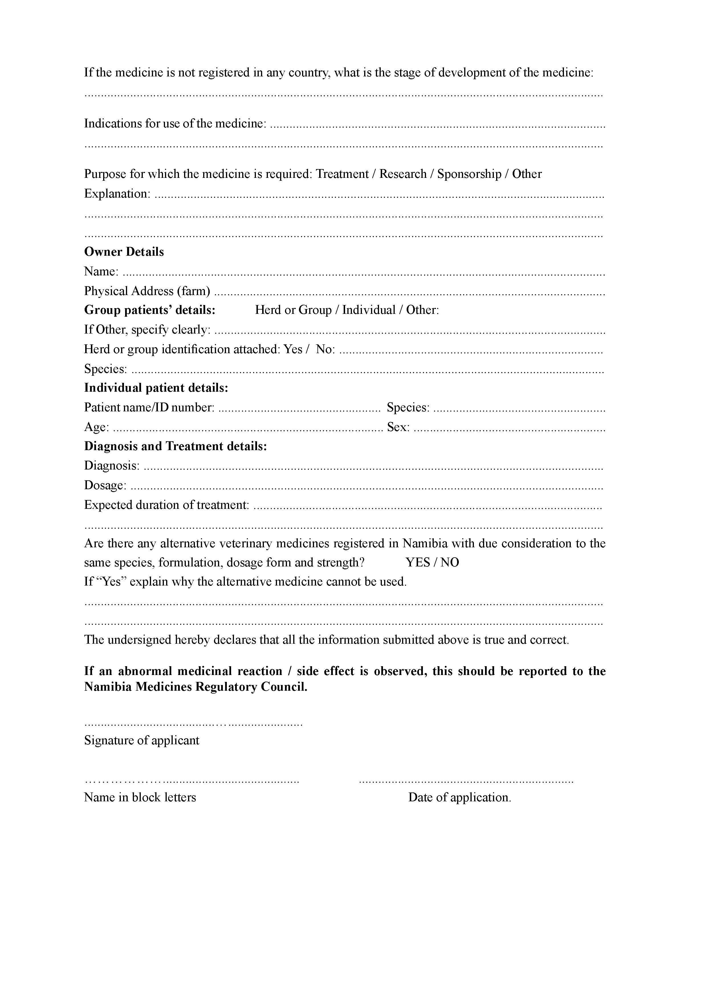 If the medicine is not registered in any country, what is the stage of development of the medicine:
...............................................................................................................................................................
Indications for use of the medicine: .......................................................................................................
...............................................................................................................................................................
Purpose for which the medicine is required: Treatment / Research / Sponsorship / Other
Explanation: ..........................................................................................................................................
...............................................................................................................................................................
...............................................................................................................................................................
Owner Details
Name: ....................................................................................................................................................
Physical Address (farm) ........................................................................................................................
Group patients’ details: Herd or Group / Individual / Other:
If Other, specify clearly: ........................................................................................................................
Herd or group identification attached: Yes / No: .................................................................................
Species: .................................................................................................................................................
Individual patient details:
Patient name/ID number: .................................................. Species: .....................................................
Age: ................................................................................... Sex: ...........................................................
Diagnosis and Treatment details:
Diagnosis: .............................................................................................................................................
Dosage: .................................................................................................................................................
Expected duration of treatment: ...........................................................................................................
...............................................................................................................................................................
Are there any alternative veterinary medicines registered in Namibia with due consideration to the
same species, formulation, dosage form and strength? YES / NO
If “Yes” explain why the alternative medicine cannot be used.
...............................................................................................................................................................
...............................................................................................................................................................
The undersigned hereby declares that all the information submitted above is true and correct.
If an abnormal medicinal reaction / side effect is observed, this should be reported to the
Namibia Medicines Regulatory Council.
........................................…......................
Signature of applicant
………………........................................ ..................................................................
Name in block letters Date of application.